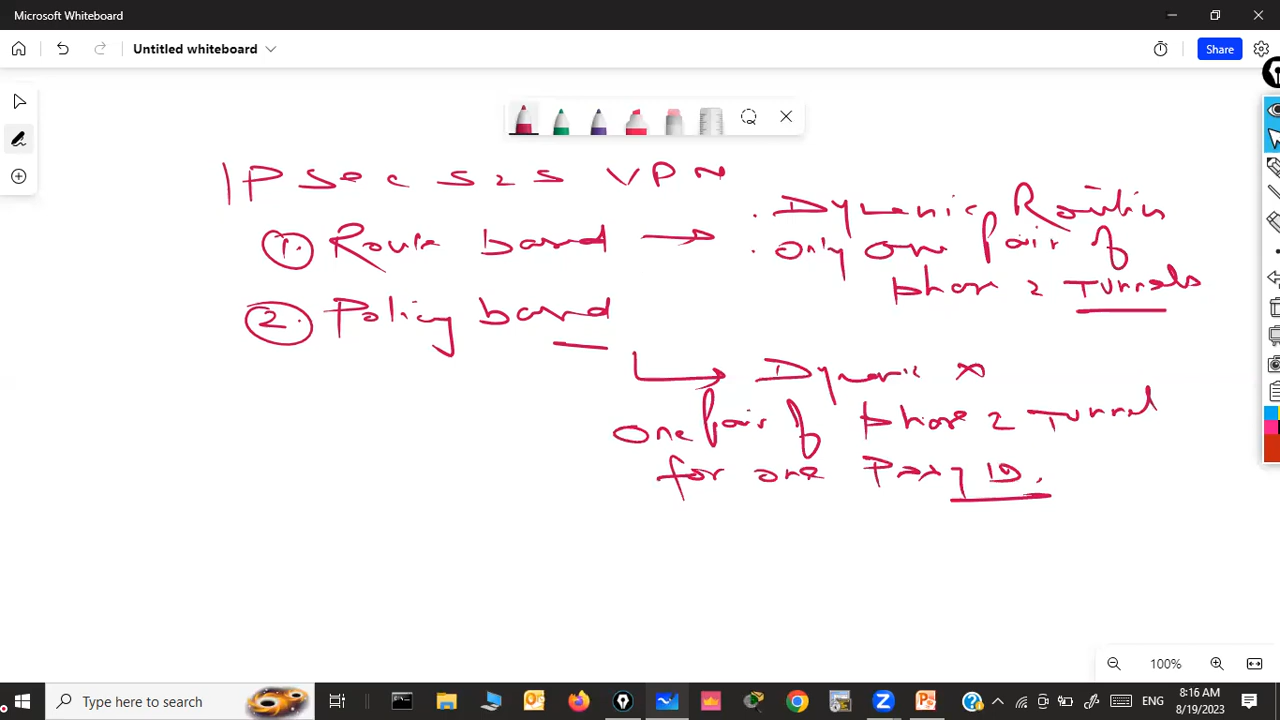 Microsoft Whiteboard
Untitled whiteboard
Share
IPsec S2S VPN
1. Route based → . Dynamic Routing
. only one pair of
phase 2 Tunnels
2. Policy based
Dynamic ×
one pair of phase 2 Tunnel
for one Proxy ID.
100%
Type here to search
ENG
8:16 AM
8/19/2023